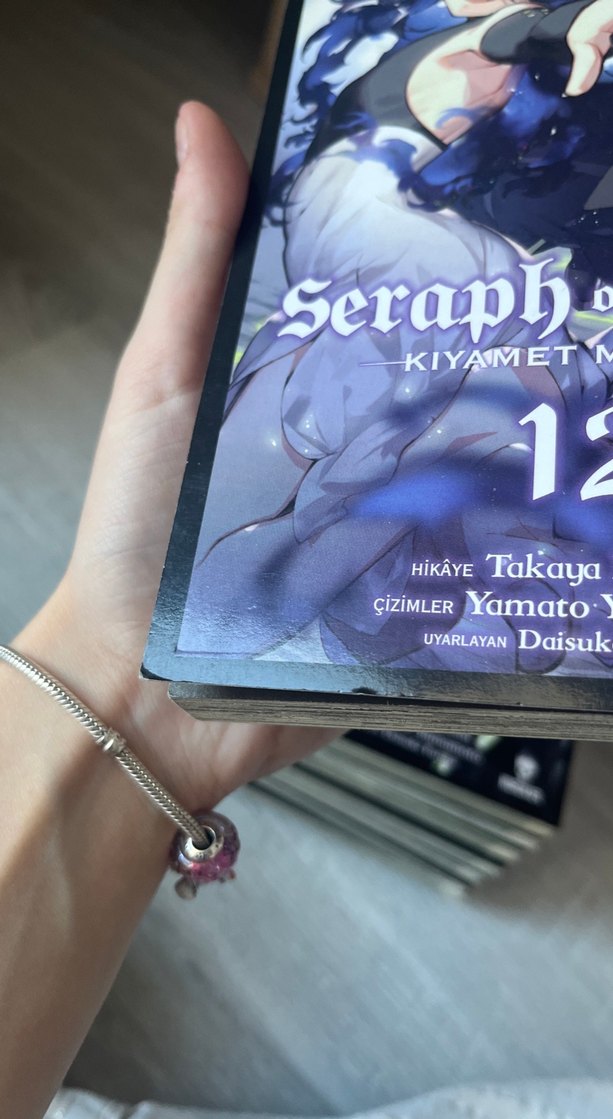 Seraph
KIYAMET
12
HİKÂYE Takaya
ÇİZİMLER Yamato
UYARLAYAN